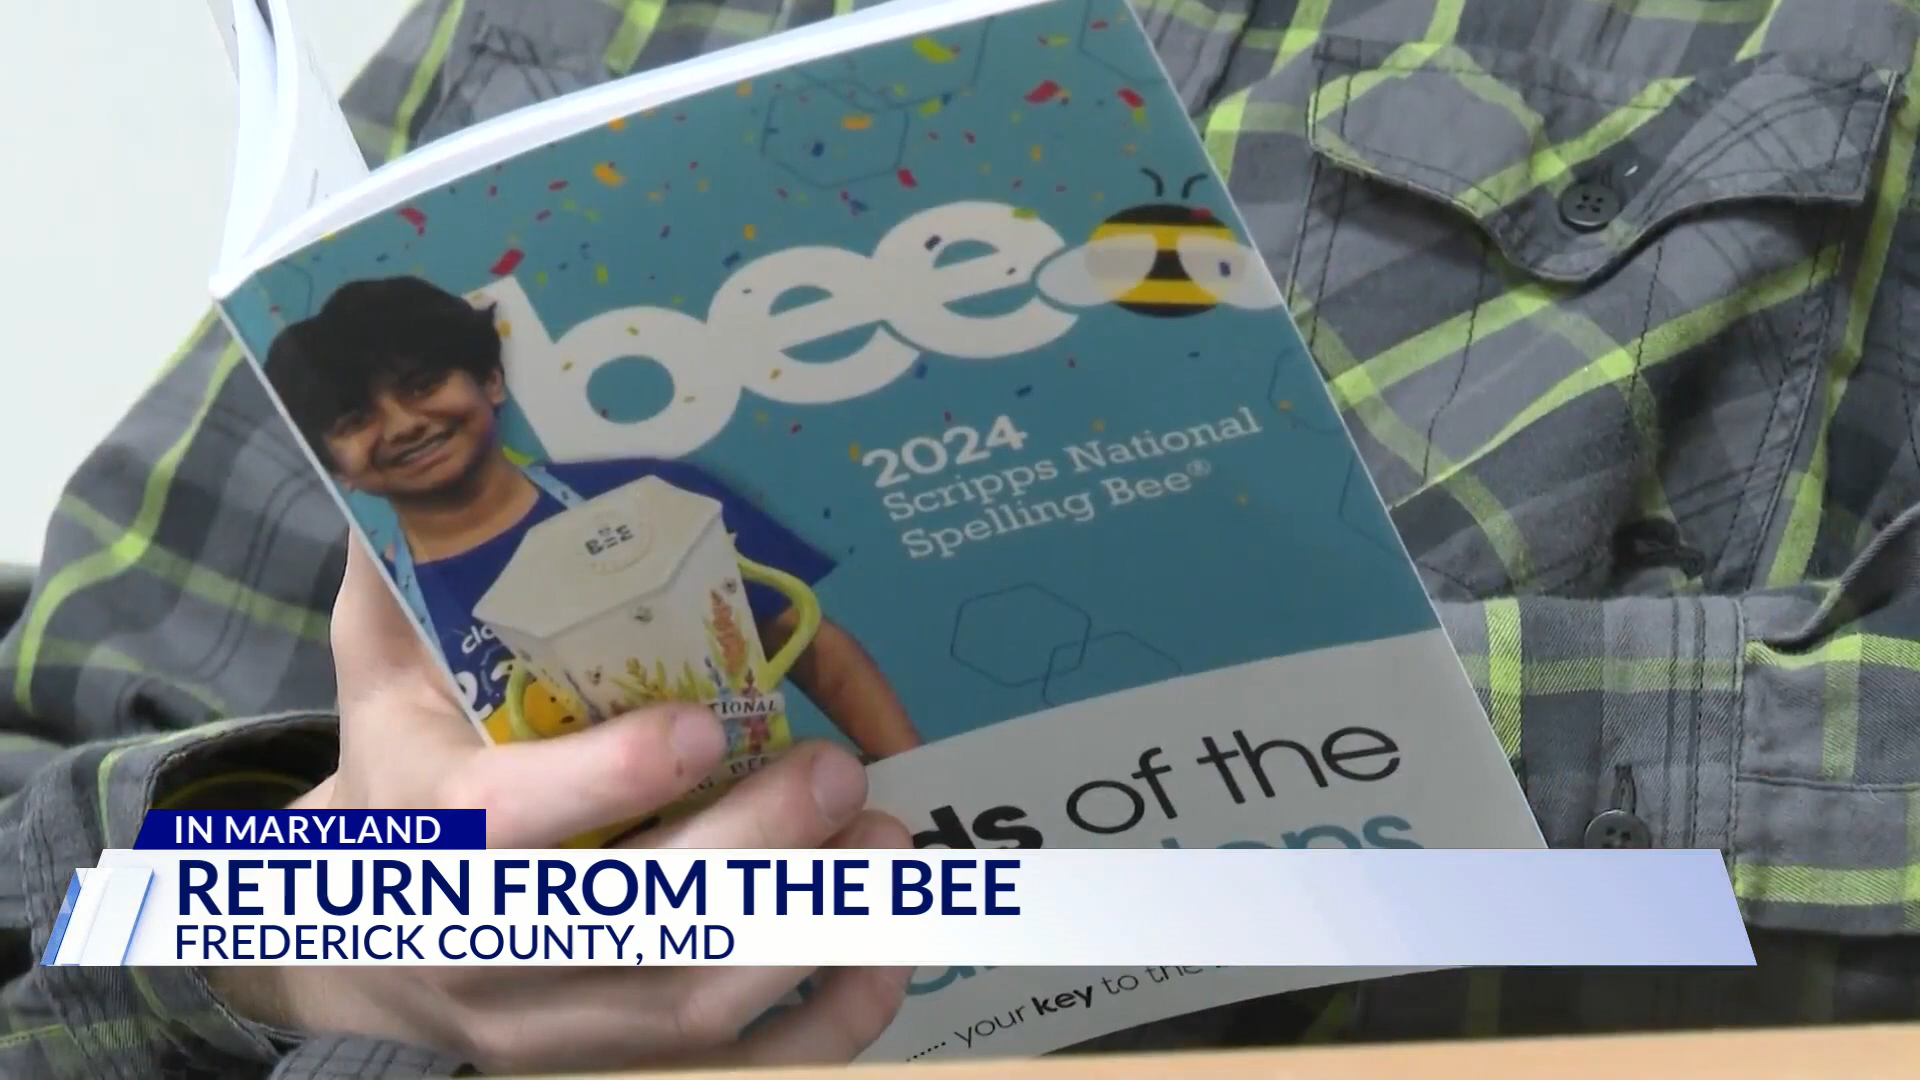 bee
2024
Scripps National
Spelling Bee®
BEE
of the
your key to the
IN MARYLAND
RETURN FROM THE BEE
FREDERICK COUNTY, MD